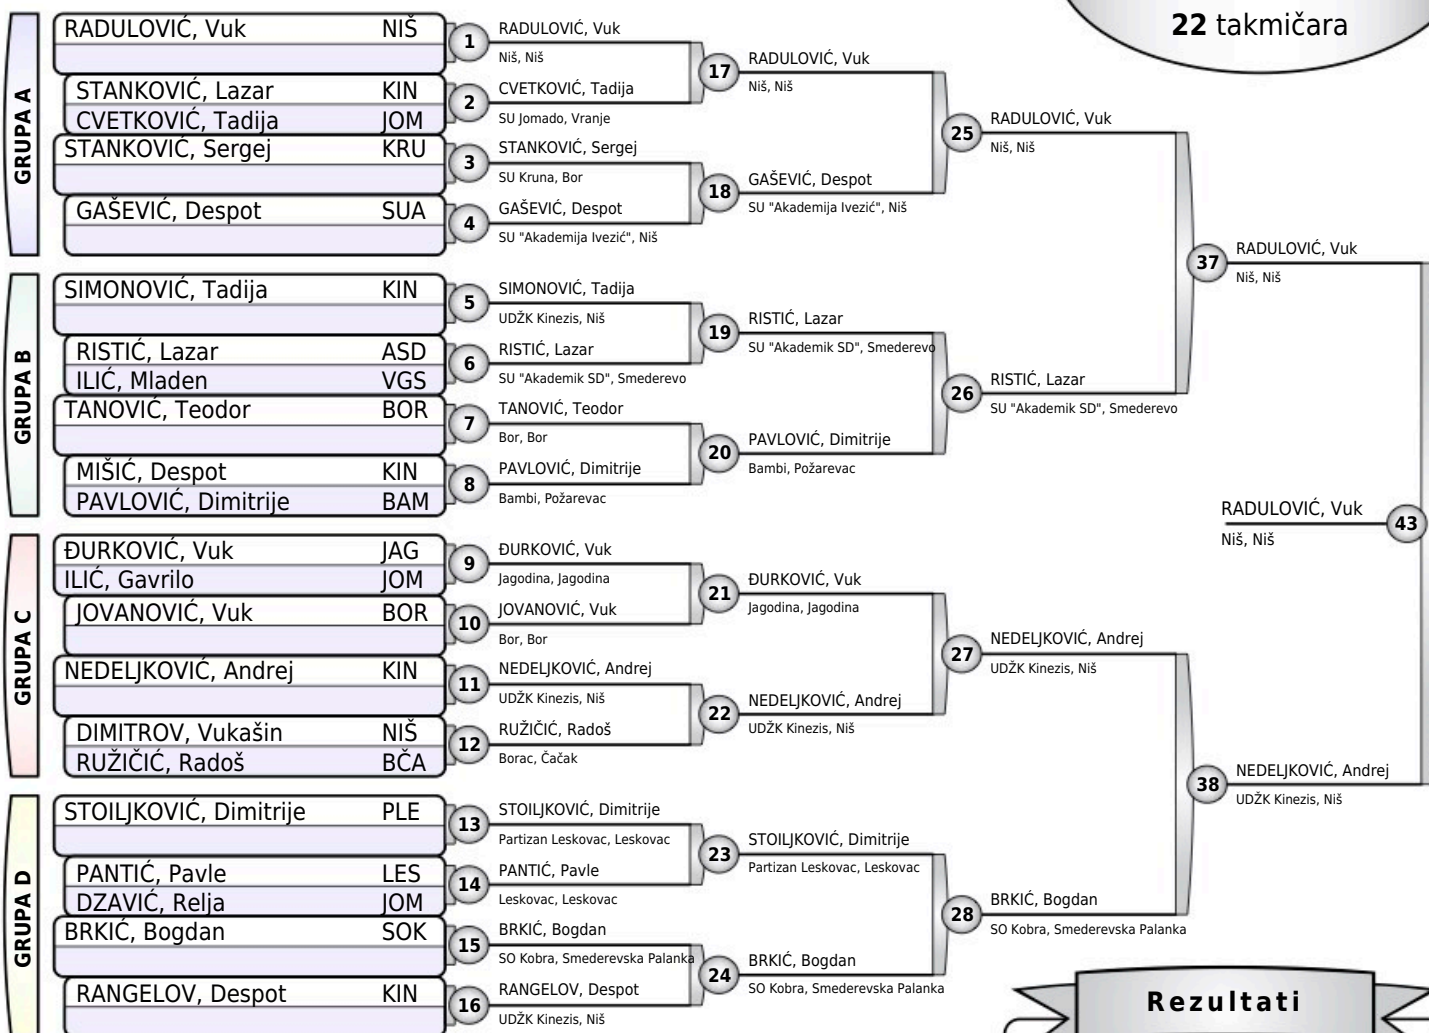 22 takmičara
GRUPA A
RADULOVIĆ, Vuk NIŠ
STANKOVIĆ, Lazar KIN
CVETKOVIĆ, Tadija JOM
STANKOVIĆ, Sergej KRU
GAŠEVIĆ, Despot SUA
GRUPA B
SIMONOVIĆ, Tadija KIN
RISTIĆ, Lazar ASD
ILIĆ, Mladen VGS
TANOVIĆ, Teodor BOR
MIŠIĆ, Despot KIN
PAVLOVIĆ, Dimitrije BAM
GRUPA C
ĐURKOVIĆ, Vuk JAG
ILIĆ, Gavrilo JOM
JOVANOVIĆ, Vuk BOR
NEDELJKOVIĆ, Andrej KIN
DIMITROV, Vukašin NIŠ
RUŽIČIĆ, Radoš BČA
GRUPA D
STOILJKOVIĆ, Dimitrije PLE
PANTIĆ, Pavle LES
DZAVIĆ, Relja JOM
BRKIĆ, Bogdan SOK
RANGELOV, Despot KIN
1 RADULOVIĆ, Vuk
Niš, Niš
2 CVETKOVIĆ, Tadija
SU Jomado, Vranje
3 STANKOVIĆ, Sergej
SU Kruna, Bor
4 GAŠEVIĆ, Despot
SU "Akademija Ivezić", Niš
5 SIMONOVIĆ, Tadija
UDŽK Kinezis, Niš
6 RISTIĆ, Lazar
SU "Akademik SD", Smederevo
7 TANOVIĆ, Teodor
Bor, Bor
8 PAVLOVIĆ, Dimitrije
Bambi, Požarevac
9 ĐURKOVIĆ, Vuk
Jagodina, Jagodina
10 JOVANOVIĆ, Vuk
Bor, Bor
11 NEDELJKOVIĆ, Andrej
UDŽK Kinezis, Niš
12 RUŽIČIĆ, Radoš
Borac, Čačak
13 STOILJKOVIĆ, Dimitrije
Partizan Leskovac, Leskovac
14 PANTIĆ, Pavle
Leskovac, Leskovac
15 BRKIĆ, Bogdan
SO Kobra, Smederevska Palanka
16 RANGELOV, Despot
UDŽK Kinezis, Niš
17 RADULOVIĆ, Vuk
Niš, Niš
18 GAŠEVIĆ, Despot
SU "Akademija Ivezić", Niš
19 RISTIĆ, Lazar
SU "Akademik SD", Smederevo
20 PAVLOVIĆ, Dimitrije
Bambi, Požarevac
21 ĐURKOVIĆ, Vuk
Jagodina, Jagodina
22 NEDELJKOVIĆ, Andrej
UDŽK Kinezis, Niš
23 STOILJKOVIĆ, Dimitrije
Partizan Leskovac, Leskovac
24 BRKIĆ, Bogdan
SO Kobra, Smederevska Palanka
25 RADULOVIĆ, Vuk
Niš, Niš
26 RISTIĆ, Lazar
SU "Akademik SD", Smederevo
27 NEDELJKOVIĆ, Andrej
UDŽK Kinezis, Niš
28 BRKIĆ, Bogdan
SO Kobra, Smederevska Palanka
37 RADULOVIĆ, Vuk
Niš, Niš
38 NEDELJKOVIĆ, Andrej
UDŽK Kinezis, Niš
RADULOVIĆ, Vuk 43
Niš, Niš
Rezultati